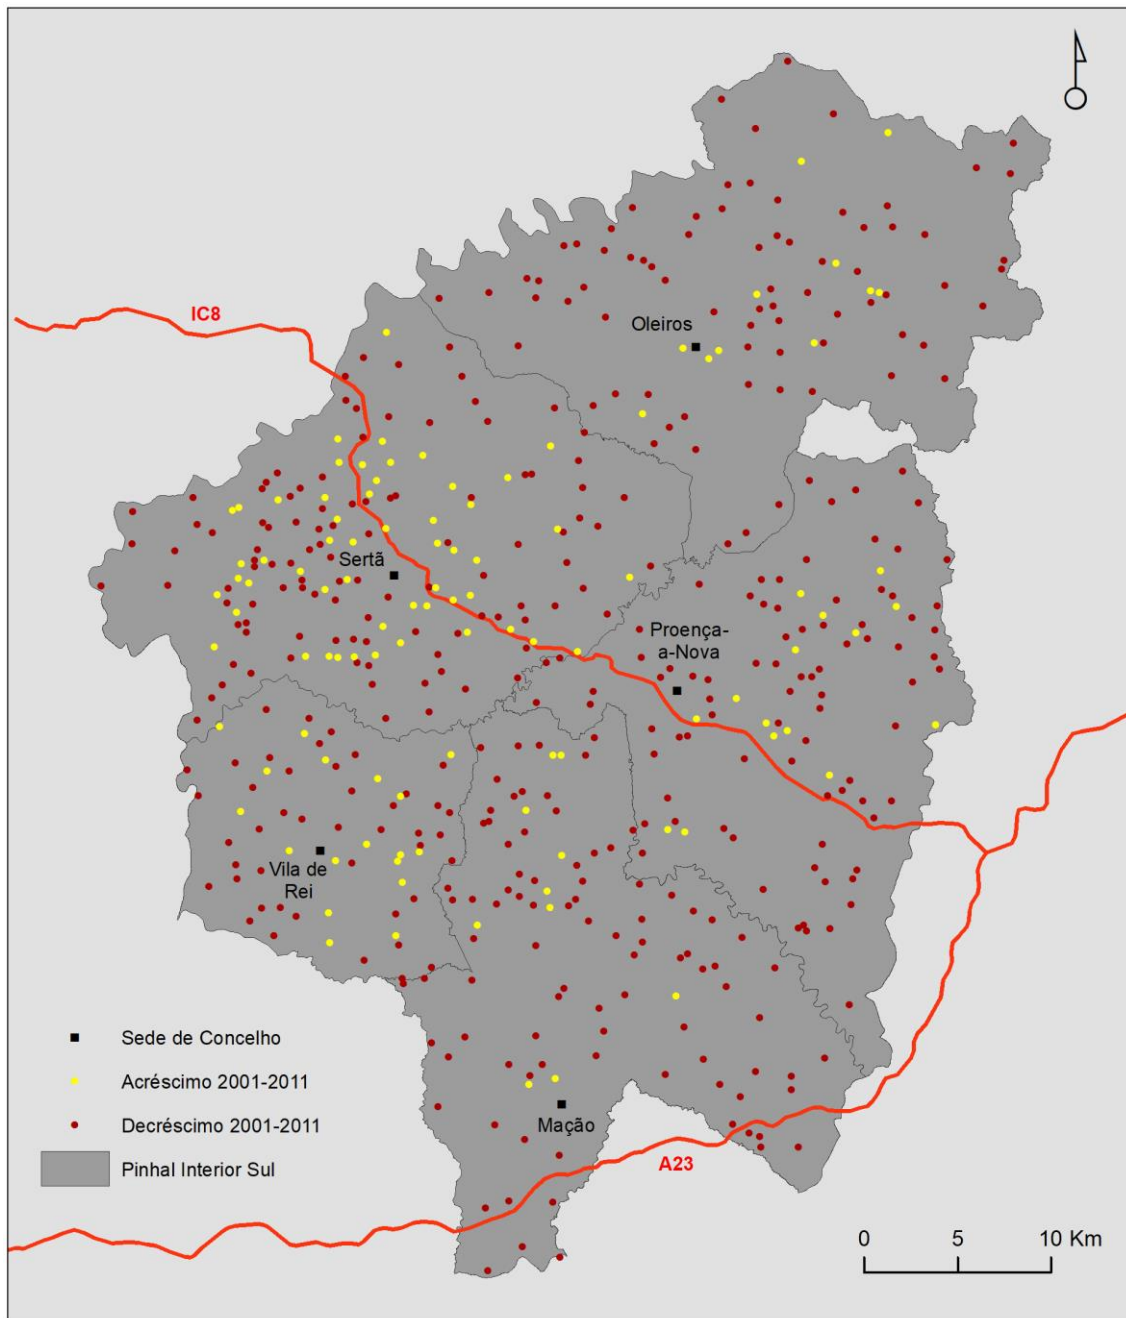 IC8
Oleiros
Sertã
Proença-
a-Nova
Vila de
Rei
Sede de Concelho
Acréscimo 2001-2011
Decréscimo 2001-2011
Mação
Pinhal Interior Sul
A23
0 5 10 Km